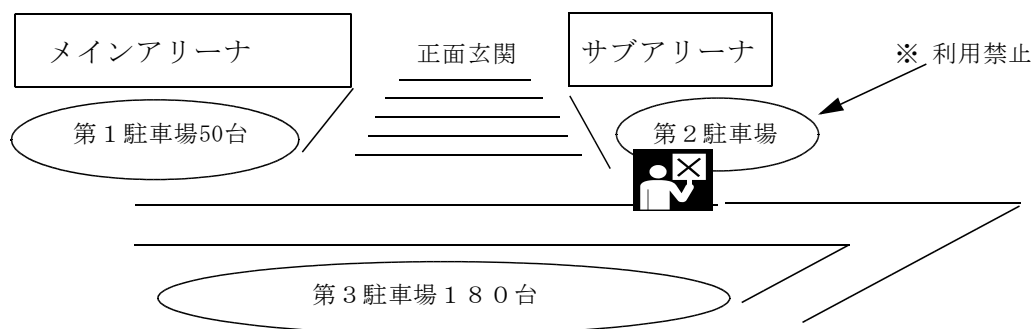 メインアリーナ
正面玄関
サブアリーナ
※ 利用禁止
第１駐車場50台
第２駐車場
第３駐車場１８０台